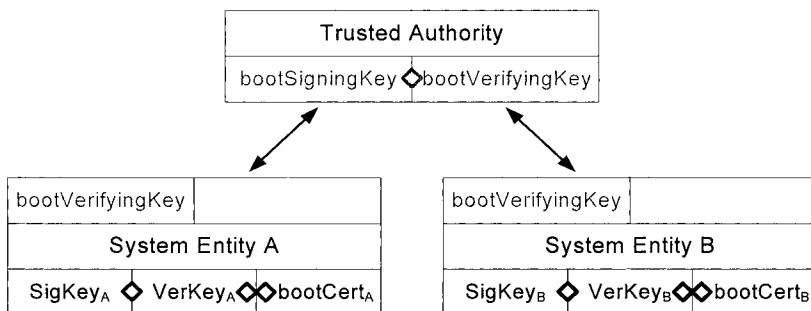 Trusted Authority
bootSigningKey bootVerifyingKey
bootVerifyingKey
System Entity A
SigKeyA VerKeyA bootCertA
bootVerifyingKey
System Entity B
SigKeyB VerKeyB bootCertB